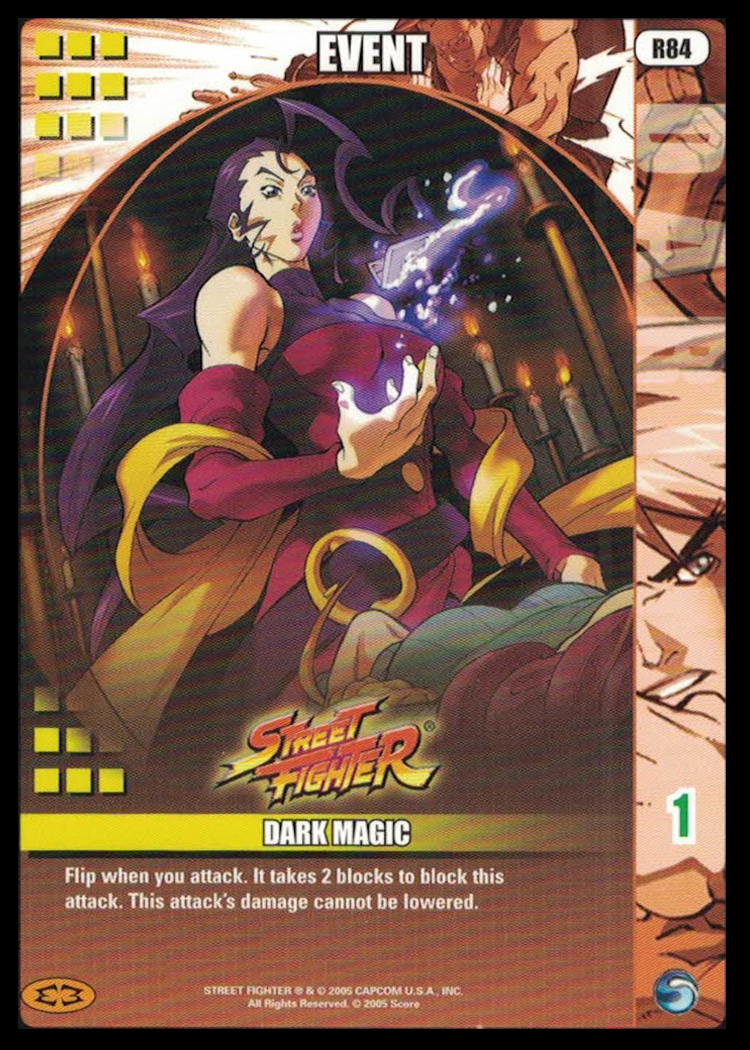 EVENT
R84
STREET
FIGHTER®
DARK MAGIC
Flip when you attack. It takes 2 blocks to block this
attack. This attack's damage cannot be lowered.
1
STREET FIGHTER ® & © 2005 CAPCOM U.S.A., INC.
All Rights Reserved. © 2005 Score